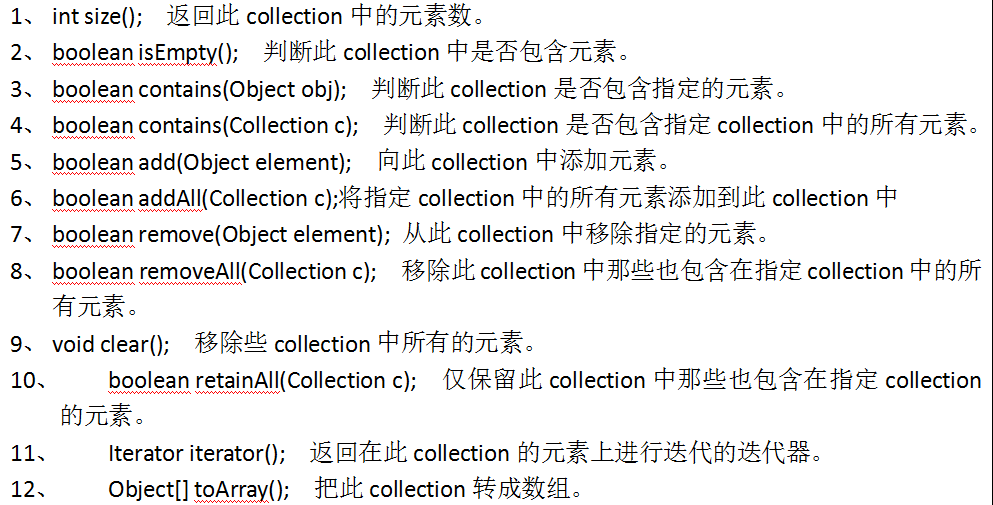 1、 int size();    返回此 collection 中的元素数。
2、 boolean isEmpty();    判断此 collection 中是否包含元素。
3、 boolean contains(Object obj);    判断此 collection 是否包含指定的元素。
4、 boolean contains(Collection c);    判断此 collection 是否包含指定 collection 中的所有元素。
5、 boolean add(Object element);    向此 collection 中添加元素。
6、 boolean addAll(Collection c);将指定 collection 中的所有元素添加到此 collection 中
7、 boolean remove(Object element);  从此 collection 中移除指定的元素。
8、 boolean removeAll(Collection c);    移除此 collection 中那些也包含在指定 collection 中的所
有元素。
9、 void clear();    移除些 collection 中所有的元素。
10、 boolean retainAll(Collection c);    仅保留此 collection 中那些也包含在指定 collection
的元素。
11、 Iterator iterator();    返回在此 collection 的元素上进行迭代的迭代器。
12、 Object[] toArray();    把此 collection 转成数组。